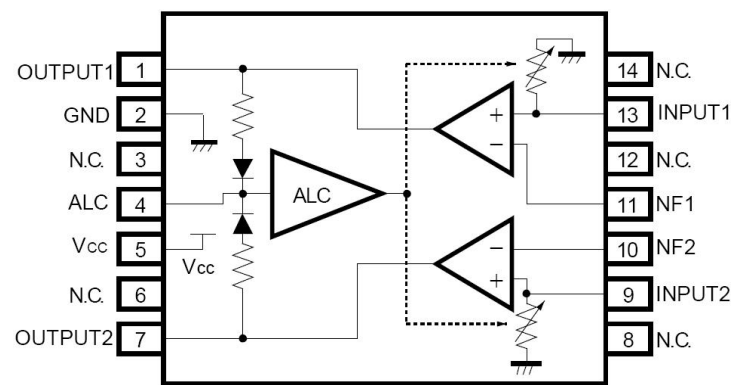 OUTPUT1 1
GND 2
N.C. 3
ALC 4
Vcc 5
N.C. 6
OUTPUT2 7
Vcc
ALC
+
−
−
+
14 N.C.
13 INPUT1
12 N.C.
11 NF1
10 NF2
9 INPUT2
8 N.C.